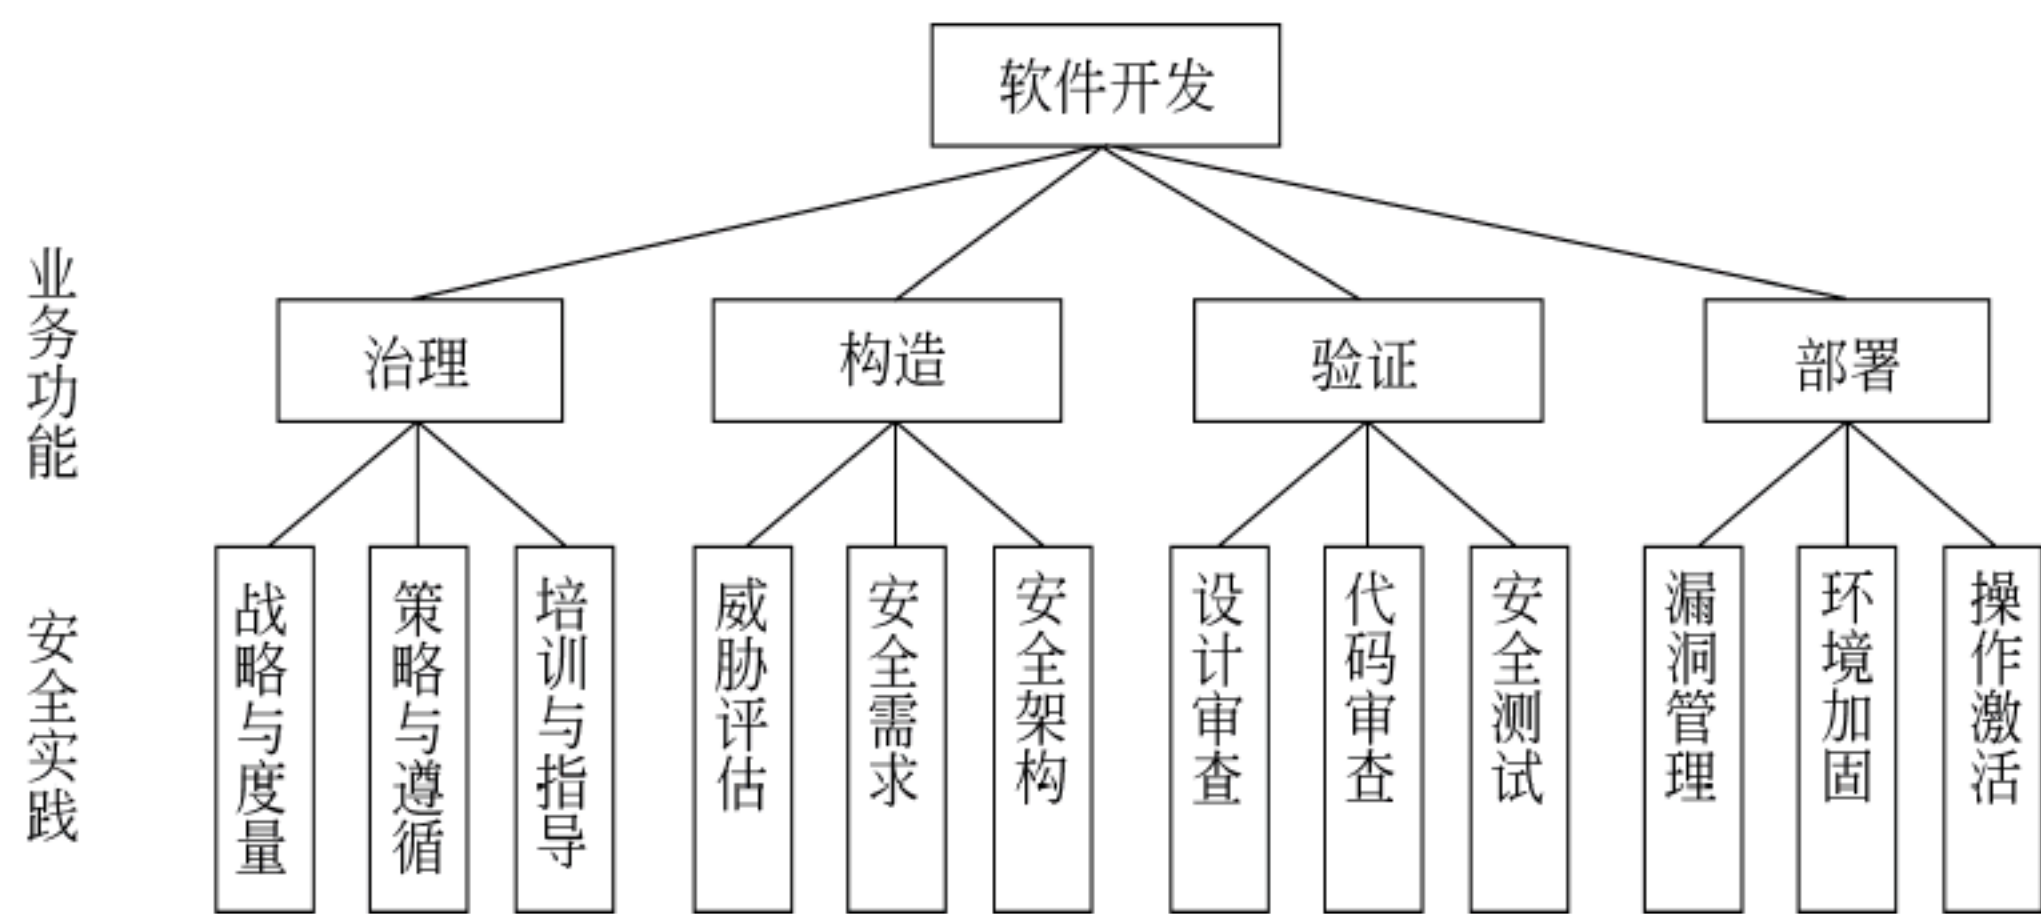 软件开发
业务功能
治理
构造
验证
部署
安全实践
战略与度量
策略与遵循
培训与指导
威胁评估
安全需求
安全架构
设计审查
代码审查
安全测试
漏洞管理
环境加固
操作激活